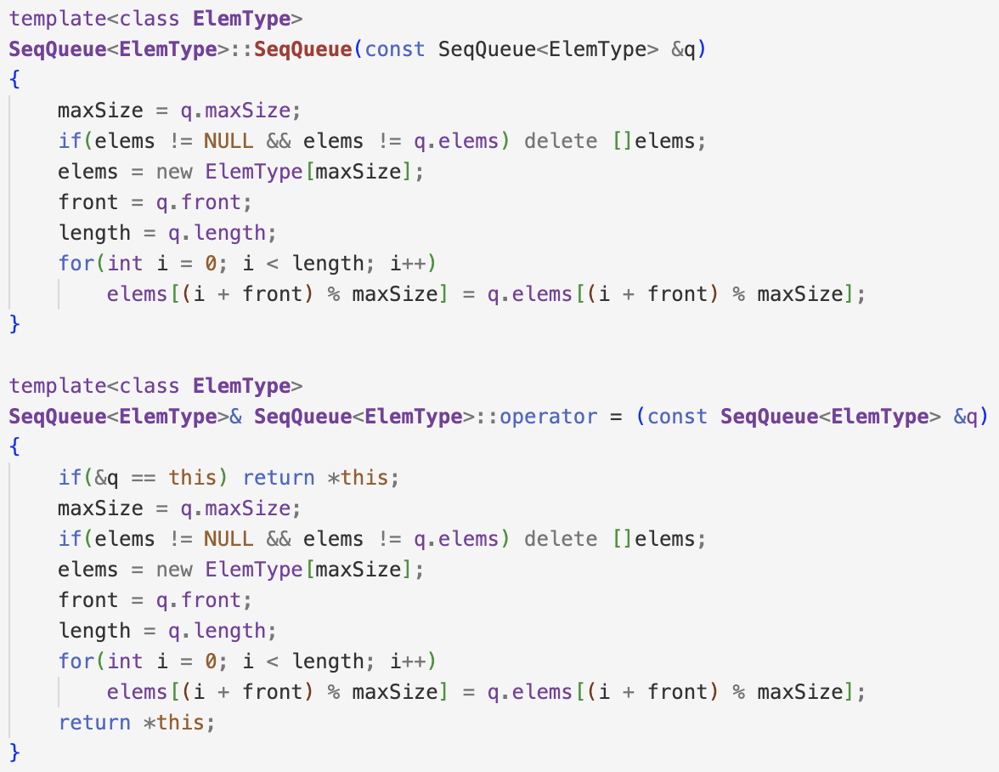 template<class ElemType>
SeqQueue<ElemType>::SeqQueue(const SeqQueue<ElemType> &q)
{
    maxSize = q.maxSize;
    if(elems != NULL && elems != q.elems) delete []elems;
    elems = new ElemType[maxSize];
    front = q.front;
    length = q.length;
    for(int i = 0; i < length; i++)
        elems[(i + front) % maxSize] = q.elems[(i + front) % maxSize];
}

template<class ElemType>
SeqQueue<ElemType>& SeqQueue<ElemType>::operator = (const SeqQueue<ElemType> &q)
{
    if(&q == this) return *this;
    maxSize = q.maxSize;
    if(elems != NULL && elems != q.elems) delete []elems;
    elems = new ElemType[maxSize];
    front = q.front;
    length = q.length;
    for(int i = 0; i < length; i++)
        elems[(i + front) % maxSize] = q.elems[(i + front) % maxSize];
    return *this;
}